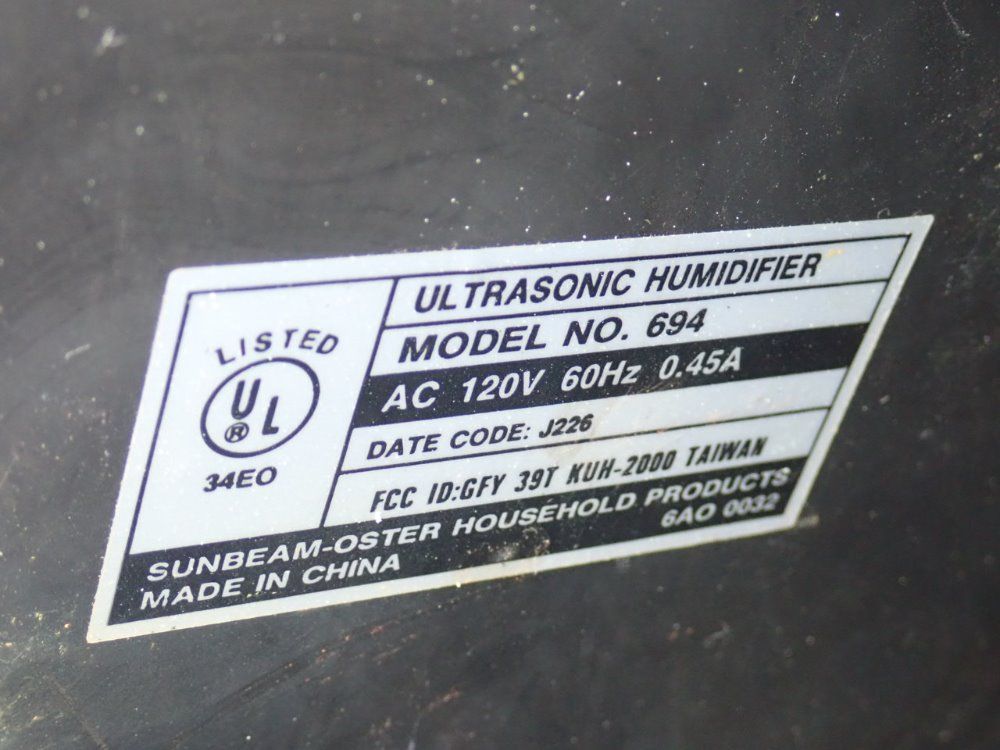 LISTED
UL
®
34EO
ULTRASONIC HUMIDIFIER
MODEL NO. 694
AC 120V 60Hz 0.45A
DATE CODE: J226
FCC ID:GFY 39T KUH-2000 TAIWAN
SUNBEAM-OSTER HOUSEHOLD PRODUCTS
MADE IN CHINA 6AO 0032